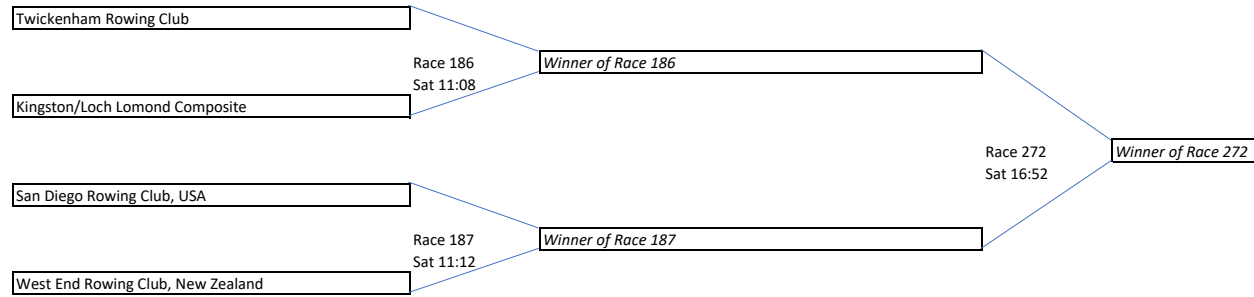 Twickenham Rowing Club
Race 186
Sat 11:08
Winner of Race 186
Kingston/Loch Lomond Composite
Race 272
Sat 16:52
Winner of Race 272
San Diego Rowing Club, USA
Race 187
Sat 11:12
Winner of Race 187
West End Rowing Club, New Zealand